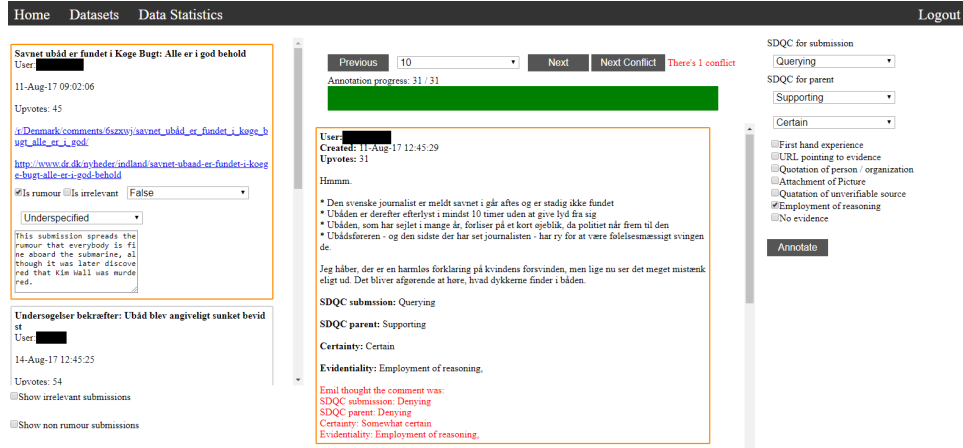 Home Datasets Data Statistics Logout
Savnet ubåd er fundet i Køge Bugt: Alle er i god behold
User:
11-Aug-17 09:02:06
Upvotes: 45
/r/Denmark/comments/6szxwj/savnet_ubåd_er_fundet_i_køge_b
ugt_alle_er_i_god/
http://www.dr.dk/nyheder/indland/savnet-ubaad-er-fundet-i-koeg
e-bugt-alle-er-i-god-behold
Is rumour Is irrelevant False
Underspecified
This submission spreads the
rumour that everybody is fi
ne aboard the submarine, al
though it was later discove
red that Kim Wall was murde
red.
Undersøgelser bekræfter: Ubåd blev angiveligt sunket bevid
st
User:
14-Aug-17 12:45:25
Upvotes: 54
Show irrelevant submissions
Show non rumour submissions
Previous 10 Next Next Conflict There's 1 conflict
Annotation progress: 31 / 31
User:
Created: 11-Aug-17 12:45:29
Upvotes: 31
Hmmm.
* Den svenske journalist er meldt savnet i går aftes og er stadig ikke fundet
* Ubåden er derefter efterlyst i mindst 10 timer uden at give lyd fra sig
* Ubåden, som har sejlet i mange år, forliser på et kort øjeblik, da politiet når frem til den
* Ubådsføreren - og den sidste der har set journalisten - har ry for at være følelsesmæssigt svingen
de.
Jeg håber, der er en harmløs forklaring på kvindens forsvinden, men lige nu ser det meget mistænk
eligt ud. Det bliver afgørende at høre, hvad dykkerne finder i båden.
SDQC submssion: Querying
SDQC parent: Supporting
Certainty: Certain
Evidentiality: Employment of reasoning,
Emil thought the comment was:
SDQC submission: Denying
SDQC parent: Denying
Certainty: Somewhat certain
Evidentiality: Employment of reasoning,
SDQC for submission
Querying
SDQC for parent
Supporting
Certain
First hand experience
URL pointing to evidence
Quotation of person / organization
Attachment of Picture
Quatation of unverifiable source
Employment of reasoning
No evidence
Annotate